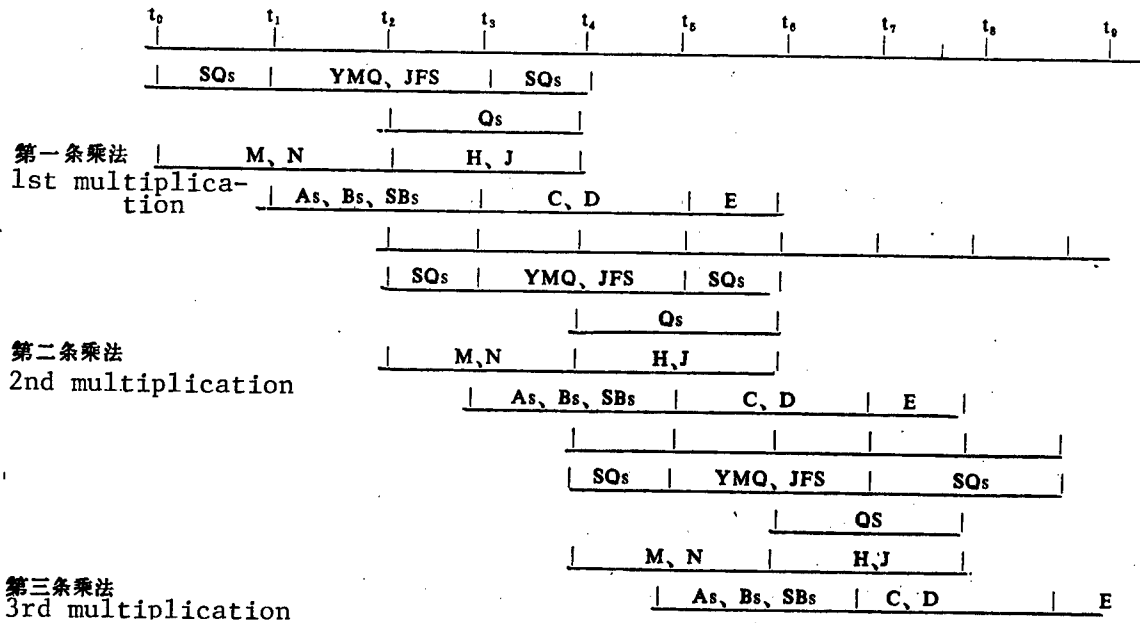 t₀ t₁ t₂ t₃ t₄ t₅ t₆ t₇ t₈ t₉
SQs YMQ、JFS SQs
Qs
第一条乘法 M、N H、J
1st multiplica-
tion As、Bs、SBs C、D E
SQs YMQ、JFS SQs
Qs
第二条乘法 M、N H、J
2nd multiplication
As、Bs、SBs C、D E
SQs YMQ、JFS SQs
QS
M、N H、J
第三条乘法
3rd multiplication As、Bs、SBs C、D E